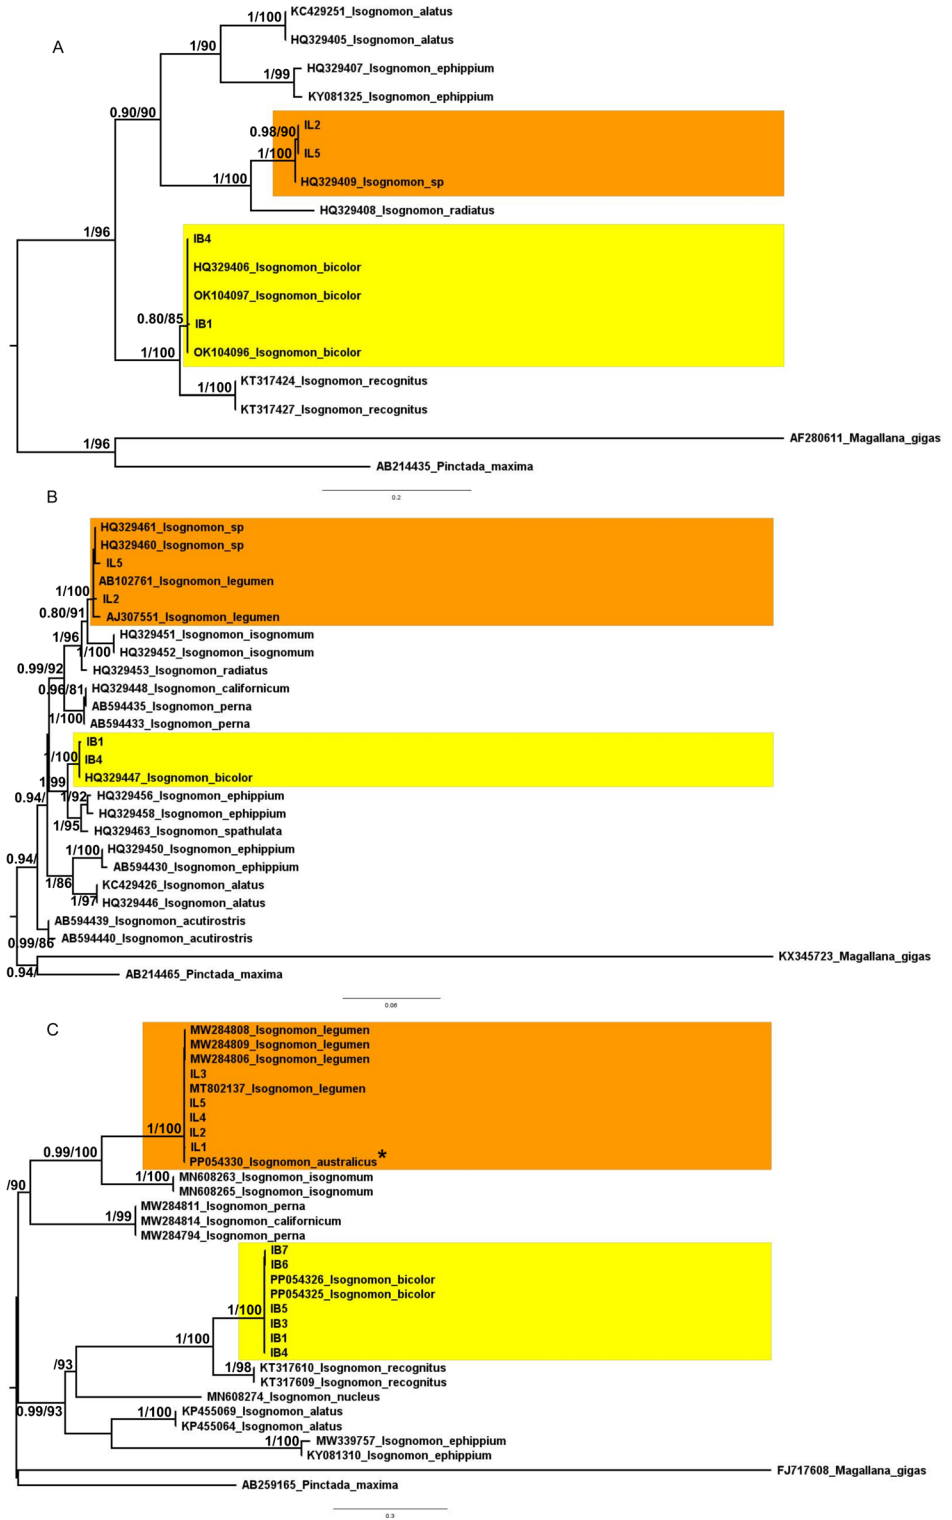 A
1/100
KC429251_Isognomon_alatus
HQ329405_Isognomon_alatus
1/90
HQ329407_Isognomon_ephippium
1/99
KY081325_Isognomon_ephippium
0.90/90
IL2
0.98/90
IL5
1/100
HQ329409_Isognomon_sp
1/100
HQ329408_Isognomon_radiatus
1/96
IB4
HQ329406_Isognomon_bicolor
OK104097_Isognomon_bicolor
0.80/85
IB1
1/100
OK104096_Isognomon_bicolor
KT317424_Isognomon_recognitus
1/100
KT317427_Isognomon_recognitus
1/96
AF280611_Magallana_gigas
AB214435_Pinctada_maxima
0.2
B
HQ329461_Isognomon_sp
HQ329460_Isognomon_sp
IL5
AB102761_Isognomon_legumen
1/100
IL2
0.80/91
AJ307551_Isognomon_legumen
HQ329451_Isognomon_isognomum
1/96
1/100
HQ329452_Isognomon_isognomum
0.99/92
HQ329453_Isognomon_radiatus
0.96/81
HQ329448_Isognomon_californicum
AB594435_Isognomon_perna
1/100
AB594433_Isognomon_perna
IB1
1/100
IB4
HQ329447_Isognomon_bicolor
1/99
0.94/
1/92
HQ329456_Isognomon_ephippium
HQ329458_Isognomon_ephippium
1/95
HQ329463_Isognomon_spathulata
1/100
HQ329450_Isognomon_ephippium
0.94/
AB594430_Isognomon_ephippium
1/86
KC429426_Isognomon_alatus
1/97
HQ329446_Isognomon_alatus
AB594439_Isognomon_acutirostris
0.99/86
AB594440_Isognomon_acutirostris
KX345723_Magallana_gigas
0.94/
AB214465_Pinctada_maxima
0.06
C
MW284808_Isognomon_legumen
MW284809_Isognomon_legumen
MW284806_Isognomon_legumen
IL3
MT802137_Isognomon_legumen
IL5
IL4
1/100
IL2
IL1
0.99/100
PP054330_Isognomon_australicus*
1/100
MN608263_Isognomon_isognomum
/90
MN608265_Isognomon_isognomum
MW284811_Isognomon_perna
1/99
MW284814_Isognomon_californicum
MW284794_Isognomon_perna
IB7
IB6
PP054326_Isognomon_bicolor
PP054325_Isognomon_bicolor
1/100
IB5
IB3
1/100
IB1
IB4
/93
1/98
KT317610_Isognomon_recognitus
KT317609_Isognomon_recognitus
MN608274_Isognomon_nucleus
0.99/93
1/100
KP455069_Isognomon_alatus
KP455064_Isognomon_alatus
1/100
MW339757_Isognomon_ephippium
KY081310_Isognomon_ephippium
FJ717608_Magallana_gigas
AB259165_Pinctada_maxima
0.3